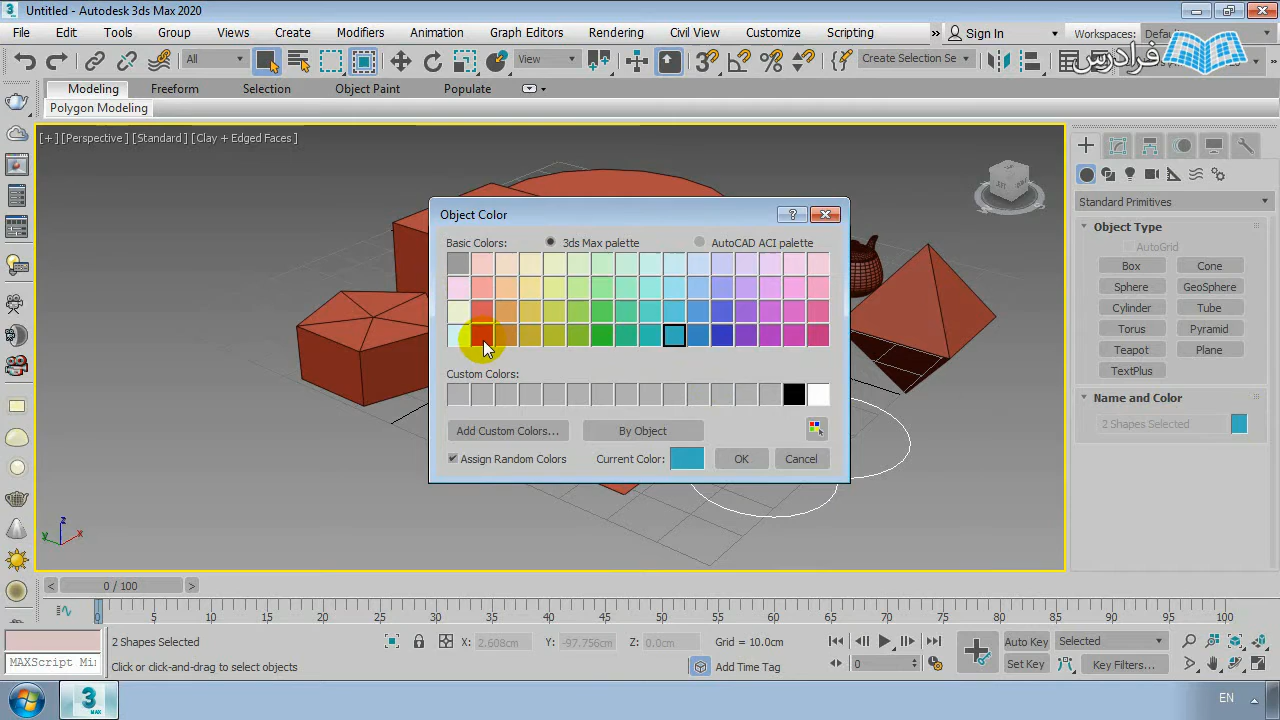 Untitled - Autodesk 3ds Max 2020
File Edit Tools Group Views Create Modifiers Animation Graph Editors Rendering Civil View Customize Scripting » Sign In Workspaces: Defa
All View Create Selection Se
فرادرس
Modeling Freeform Selection Object Paint Populate
Polygon Modeling
[+] [Perspective] [Standard] [Clay + Edged Faces]
Standard Primitives
Object Type
AutoGrid
Box Cone
Sphere GeoSphere
Cylinder Tube
Torus Pyramid
Teapot Plane
TextPlus
Name and Color
2 Shapes Selected
Object Color
Basic Colors: 3ds Max palette AutoCAD ACI palette
Custom Colors:
Add Custom Colors... By Object
Assign Random Colors Current Color: OK Cancel
z
y x
< 0 / 100 >
0 5 10 15 20 25 30 35 40 45 50 55 60 65 70 75 80 85 90 95 100
2 Shapes Selected X: 2.608cm Y: -97.756cm Z: 0.0cm Grid = 10.0cm Auto Key Selected
MAXScript Mi Click or click-and-drag to select objects Add Time Tag 0 Set Key Key Filters...
3 MAX EN